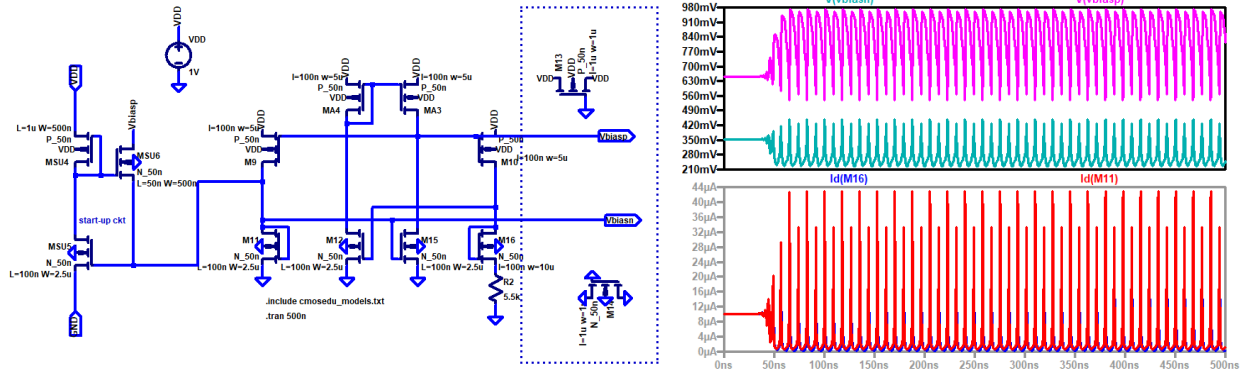 VDD
VDD
1V
VDD
L=1u W=500n
P_50n
VDD
MSU4
Vbiasp
MSU6
N_50n
L=50n W=500n
start-up ckt
MSU5
N_50n
L=100n W=2.5u
GND
VDD
l=100n w=5u
P_50n
VDD
M9
VDD
l=100n w=5u
P_50n
VDD
MA4
VDD
l=100n w=5u
P_50n
VDD
MA3
VDD
P_50n
VDD
M10
l=100n w=5u
Vbiasp
Vbiasn
M11
N_50n
L=100n W=2.5u
M12
N_50n
L=100n W=2.5u
M15
N_50n
L=100n W=2.5u
M16
N_50n
l=100n w=10u
R2
5.5k
.include cmosedu_models.txt
.tran 500n
M13
VDD
VDD
VDD
P_50n
l=1u w=1u
M14
N_50n
V(vbiasn)
V(vbiasp)
980mV
910mV
840mV
770mV
700mV
630mV
560mV
490mV
420mV
350mV
280mV
210mV
Id(M16)
Id(M11)
44µA
40µA
36µA
32µA
28µA
24µA
20µA
16µA
12µA
8µA
4µA
0µA
0ns
50ns
100ns
150ns
200ns
250ns
300ns
350ns
400ns
450ns
500ns